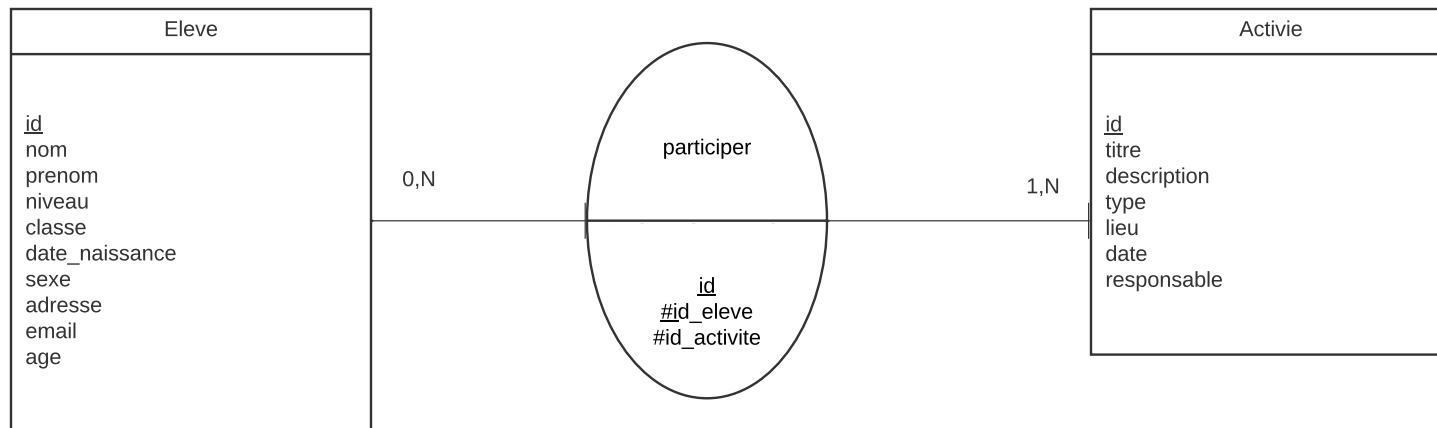 Eleve
id
nom
prenom
niveau
classe
date_naissance
sexe
adresse
email
age
0,N
participer
id
#id_eleve
#id_activite
1,N
Activie
id
titre
description
type
lieu
date
responsable